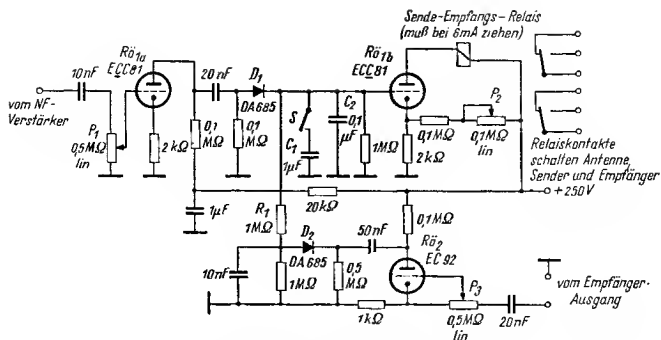 Sende-Empfangs-Relais
(muß bei 6mA ziehen)
Rö1a
ECC81
10nF
20nF
D1
OA685
vom NF-
Verstärker
P1
0,5MΩ
lin
2kΩ
0,1
MΩ
0,1
MΩ
S
C1
1µF
C2
0,1
µF
1MΩ
Rö1b
ECC81
P2
0,1MΩ
0,1MΩ
lin
2kΩ
Relaiskontakte
schalten Antenne,
Sender und Empfänger
+250V
1µF
20kΩ
R1
1MΩ
0,1MΩ
D2
OA685
50nF
Rö2
EC92
10nF
1MΩ
0,5
MΩ
1kΩ
P3
0,5MΩ
lin
20nF
vom Empfänger-
Ausgang